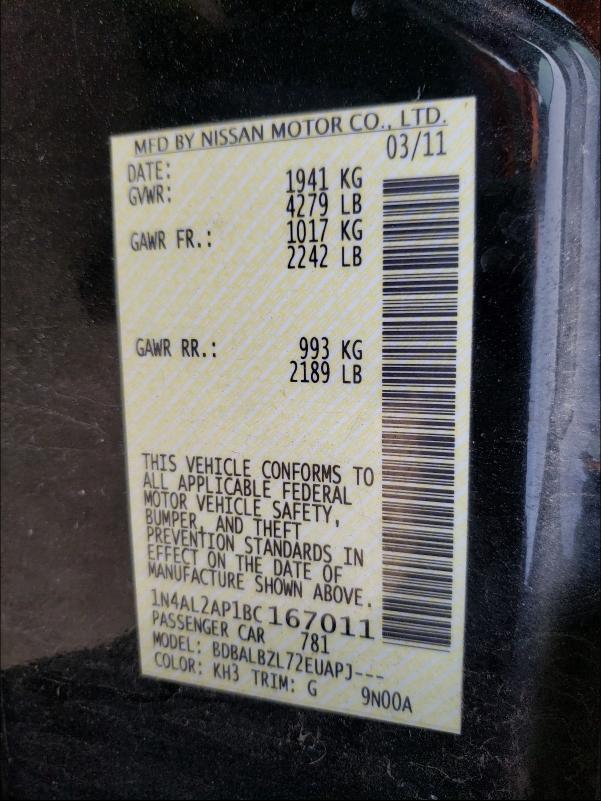 MFD BY NISSAN MOTOR CO., LTD.
DATE: 03/11
GVWR: 1941 KG
4279 LB
GAWR FR.: 1017 KG
2242 LB
GAWR RR.: 993 KG
2189 LB
THIS VEHICLE CONFORMS TO
ALL APPLICABLE FEDERAL
MOTOR VEHICLE SAFETY,
BUMPER, AND THEFT
PREVENTION STANDARDS IN
EFFECT ON THE DATE OF
MANUFACTURE SHOWN ABOVE.
1N4AL2AP1BC167011
PASSENGER CAR 781
MODEL: BDBALBZL72EUAPJ---
COLOR: KH3 TRIM: G 9N00A